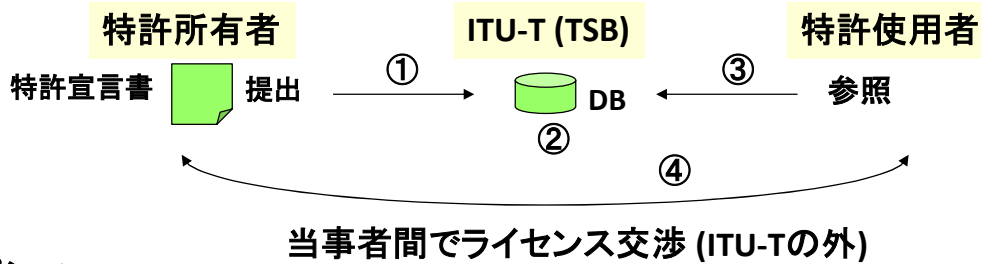 特許所有者
ITU-T (TSB)
特許使用者
特許宣言書
提出
①
DB
②
③
参照
④
当事者間でライセンス交渉 (ITU-Tの外)